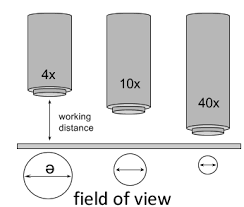 4x
10x
40x
working
distance
ə
field of view